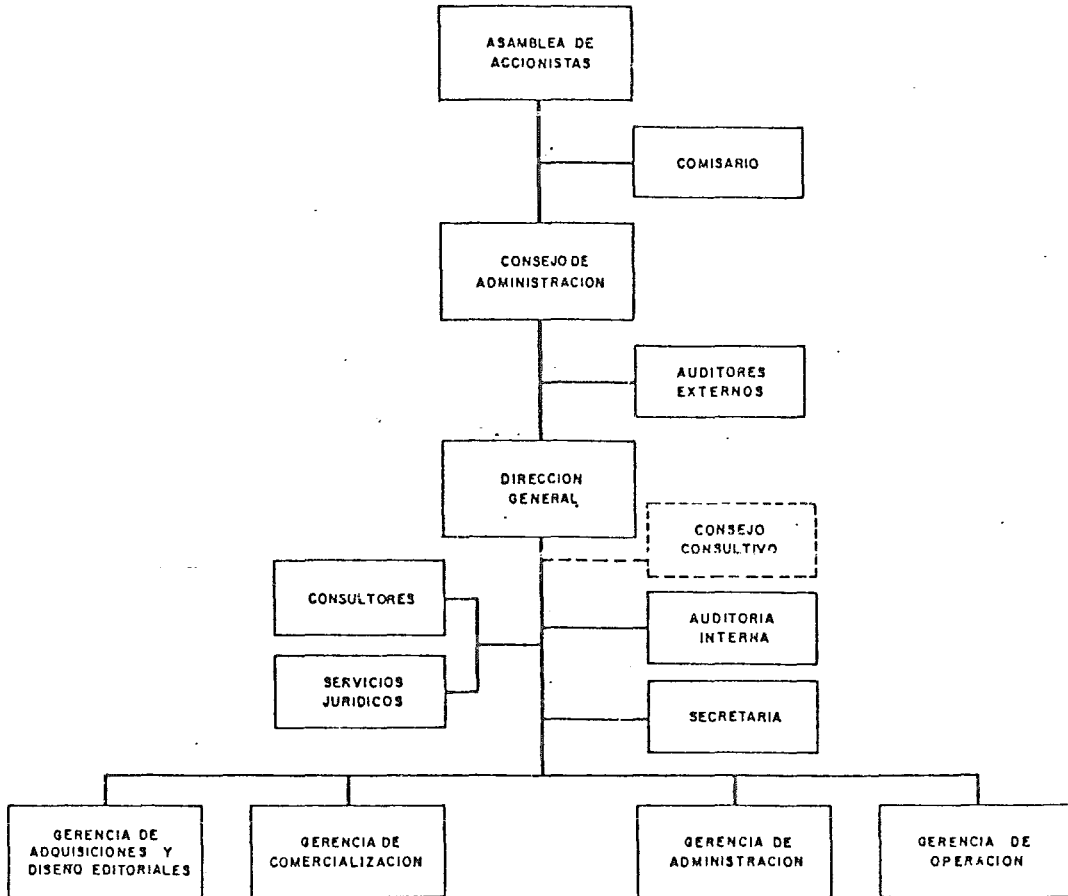 ASAMBLEA DE
ACCIONISTAS
COMISARIO
CONSEJO DE
ADMINISTRACION
AUDITORES
EXTERNOS
DIRECCION
GENERAL
CONSEJO
CONSULTIVO
CONSULTORES
AUDITORIA
INTERNA
SERVICIOS
JURIDICOS
SECRETARIA
GERENCIA DE
ADQUISICIONES Y
DISEÑO EDITORIALES
GERENCIA DE
COMERCIALIZACION
GERENCIA DE
ADMINISTRACION
GERENCIA DE
OPERACION